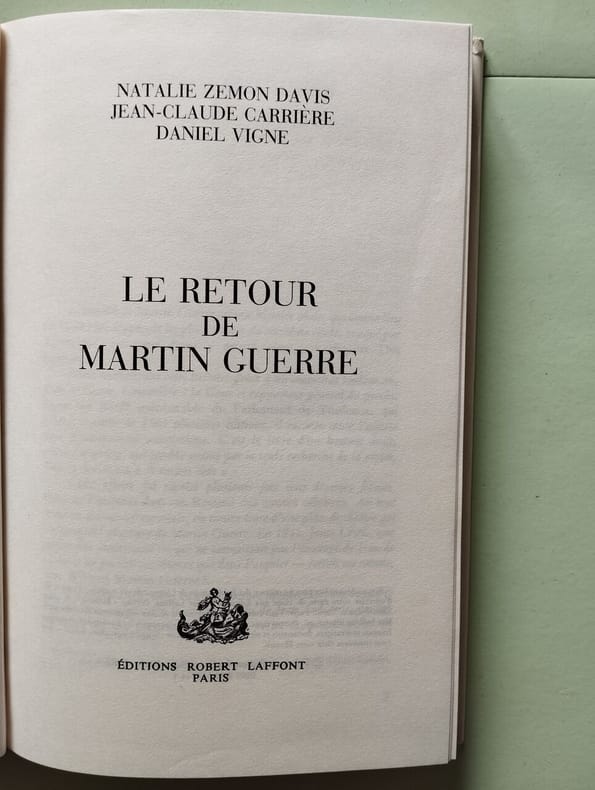 NATALIE ZEMON DAVIS
JEAN-CLAUDE CARRIÈRE
DANIEL VIGNE
LE RETOUR
DE
MARTIN GUERRE
ÉDITIONS ROBERT LAFFONT
PARIS